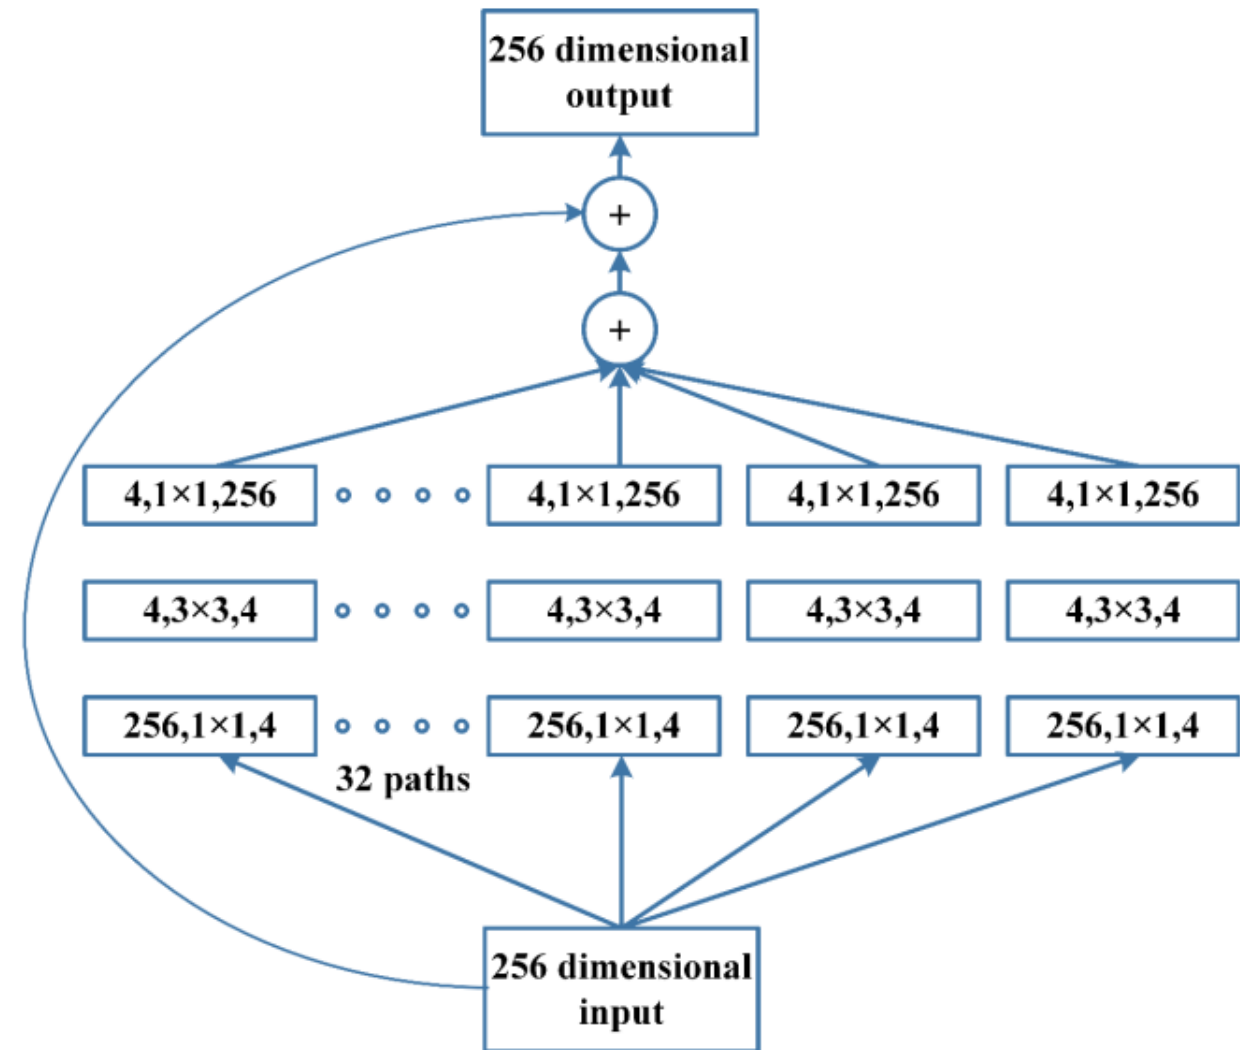 256 dimensional
output
+
+
4,1×1,256 4,1×1,256 4,1×1,256 4,1×1,256
4,3×3,4 4,3×3,4 4,3×3,4 4,3×3,4
256,1×1,4 256,1×1,4 256,1×1,4 256,1×1,4
32 paths
256 dimensional
input